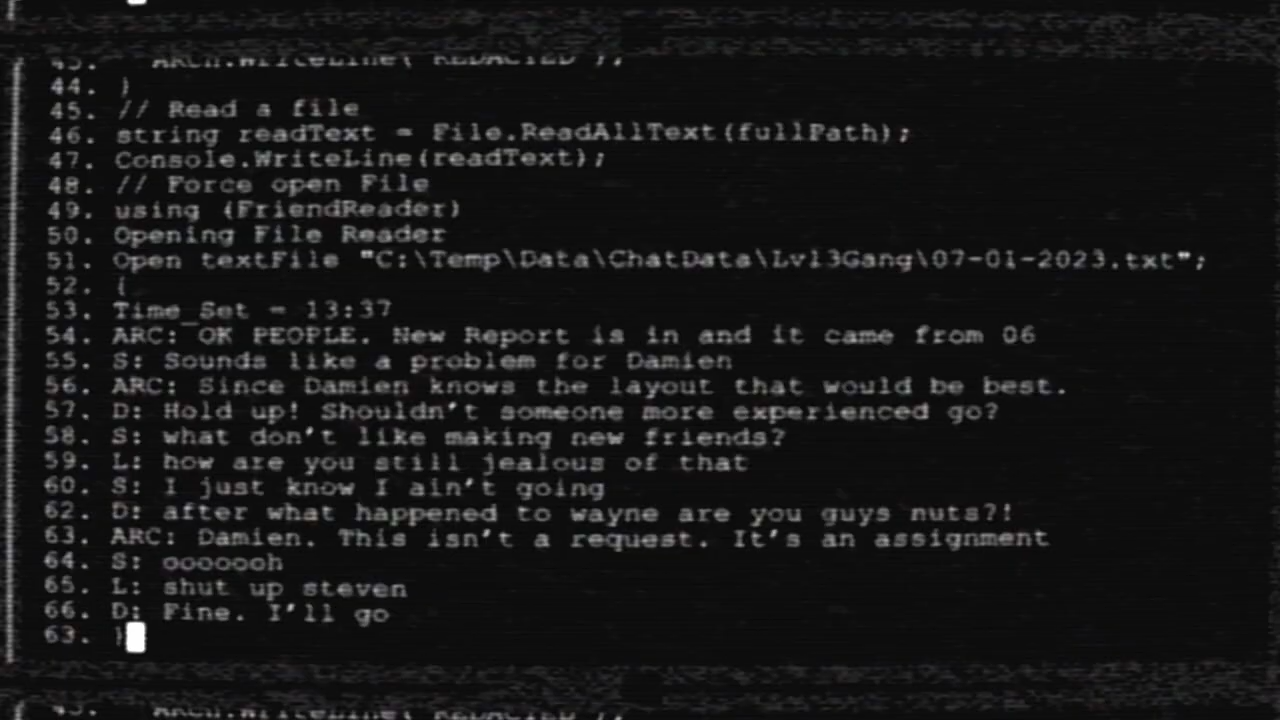 43.   ARCH.WriteLine( REDACTED );
44. }
45. // Read a file
46. string readText = File.ReadAllText(fullPath);
47. Console.WriteLine(readText);
48. // Force open File
49. using (FriendReader)
50. Opening File Reader
51. Open textFile "C:\Temp\Data\ChatData\Lvl3Gang\07-01-2023.txt";
52. {
53. Time_Set = 13:37
54. ARC: OK PEOPLE. New Report is in and it came from 06
55. S: Sounds like a problem for Damien
56. ARC: Since Damien knows the layout that would be best.
57. D: Hold up! Shouldn't someone more experienced go?
58. S: what don't like making new friends?
59. L: how are you still jealous of that
60. S: I just know I ain't going
62. D: after what happened to wayne are you guys nuts?!
63. ARC: Damien. This isn't a request. It's an assignment
64. S: ooooooh
65. L: shut up steven
66. D: Fine. I'll go
63. }